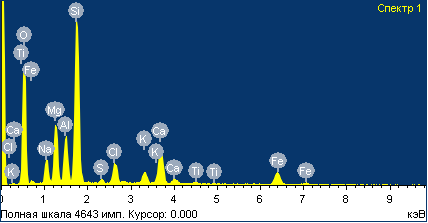 Спектр 1
Si
O
Ti
Fe
Mg
Ca
Al
Na
Cl
K
S
Cl
K
K
Ca
Ca
Ti
Ti
Fe
Fe
0 1 2 3 4 5 6 7 8 9
Полная шкала 4643 имп. Курсор: 0.000 кэВ